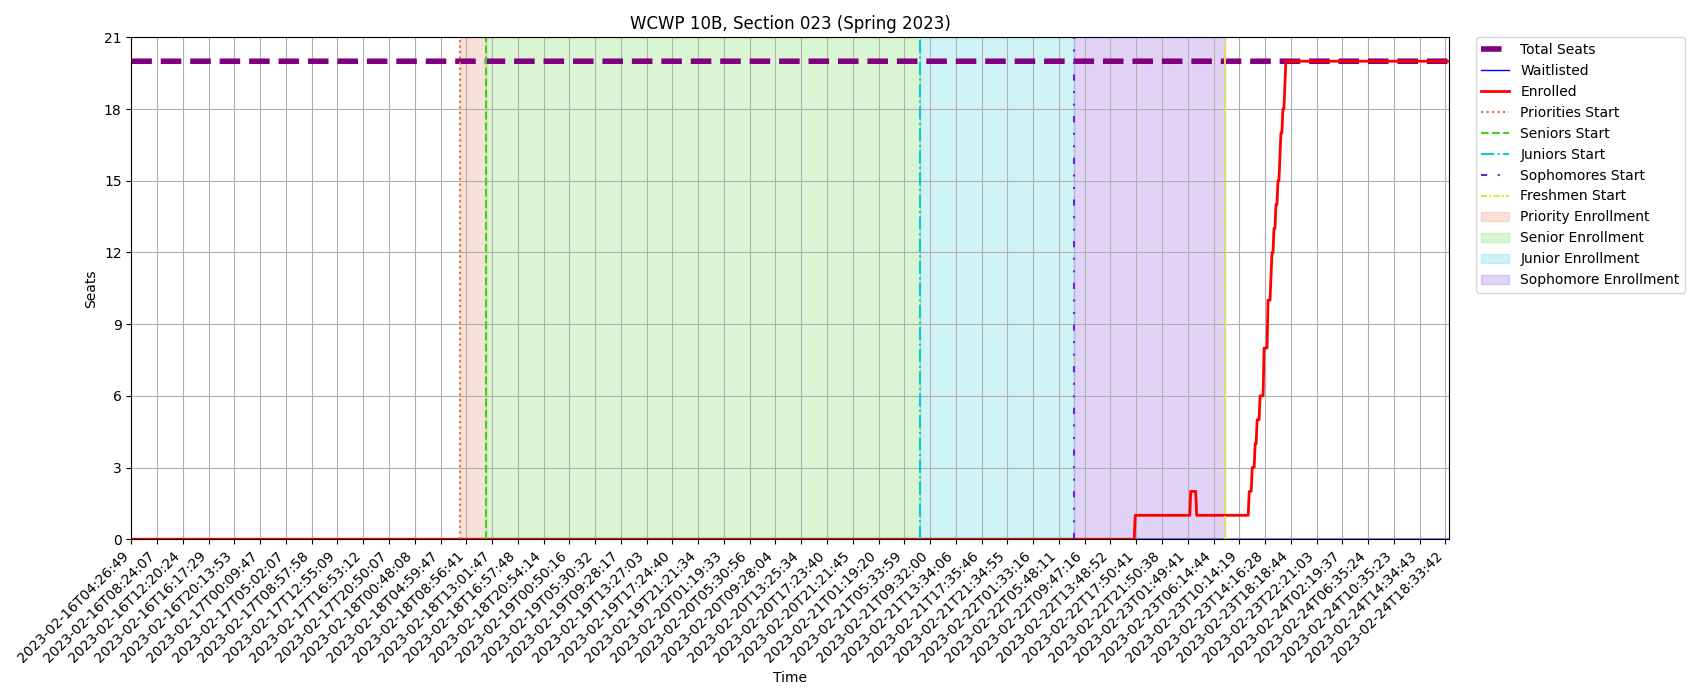 WCWP 10B, Section 023 (Spring 2023)
Seats
21
18
15
12
9
6
3
0
2023-02-16T04:26:49
2023-02-16T08:24:07
2023-02-16T12:20:24
2023-02-16T16:17:29
2023-02-16T20:13:53
2023-02-17T00:09:47
2023-02-17T05:02:07
2023-02-17T08:57:58
2023-02-17T12:55:09
2023-02-17T16:53:12
2023-02-17T20:50:07
2023-02-18T00:48:08
2023-02-18T04:59:47
2023-02-18T08:56:41
2023-02-18T13:01:47
2023-02-18T16:57:48
2023-02-18T20:54:14
2023-02-19T00:50:16
2023-02-19T05:30:32
2023-02-19T09:28:17
2023-02-19T13:27:03
2023-02-19T17:24:40
2023-02-19T21:21:34
2023-02-20T01:19:33
2023-02-20T05:30:56
2023-02-20T09:28:04
2023-02-20T13:25:34
2023-02-20T17:23:40
2023-02-20T21:21:45
2023-02-21T01:19:20
2023-02-21T05:33:59
2023-02-21T09:32:00
2023-02-21T13:34:06
2023-02-21T17:35:46
2023-02-21T21:34:55
2023-02-22T01:33:16
2023-02-22T05:48:11
2023-02-22T09:47:16
2023-02-22T13:48:52
2023-02-22T17:50:41
2023-02-22T21:50:38
2023-02-23T01:49:41
2023-02-23T06:14:44
2023-02-23T10:14:19
2023-02-23T14:16:28
2023-02-23T18:18:44
2023-02-23T22:21:03
2023-02-24T02:19:37
2023-02-24T06:35:24
2023-02-24T10:35:23
2023-02-24T14:34:43
2023-02-24T18:33:42
Time
Total Seats
Waitlisted
Enrolled
Priorities Start
Seniors Start
Juniors Start
Sophomores Start
Freshmen Start
Priority Enrollment
Senior Enrollment
Junior Enrollment
Sophomore Enrollment